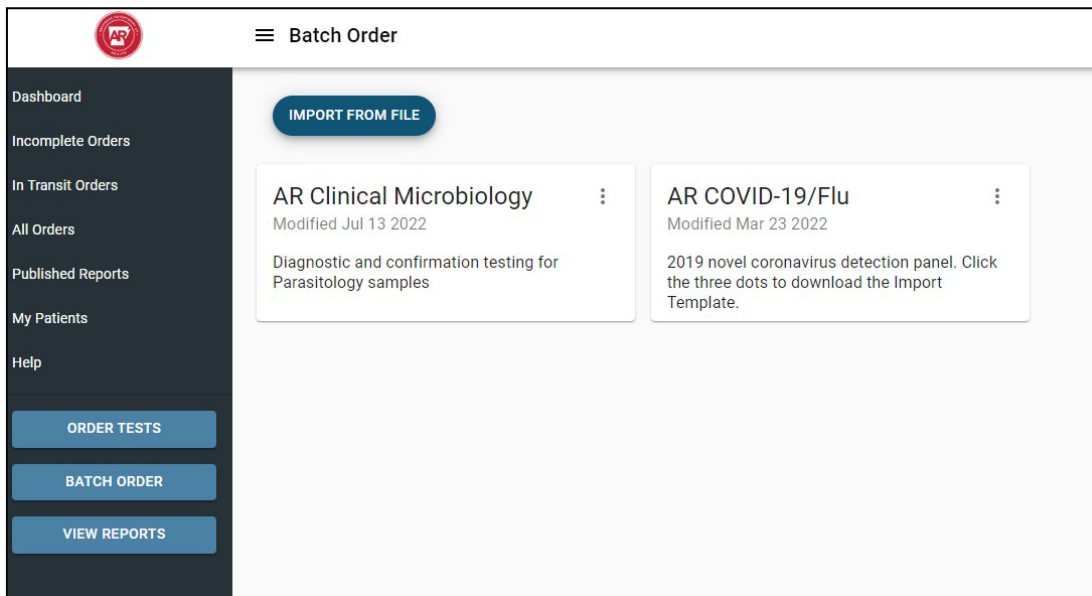 AR
Batch Order
Dashboard
Incomplete Orders
In Transit Orders
All Orders
Published Reports
My Patients
Help
ORDER TESTS
BATCH ORDER
VIEW REPORTS
IMPORT FROM FILE
AR Clinical Microbiology
Modified Jul 13 2022
Diagnostic and confirmation testing for
Parasitology samples
AR COVID-19/Flu
Modified Mar 23 2022
2019 novel coronavirus detection panel. Click
the three dots to download the Import
Template.